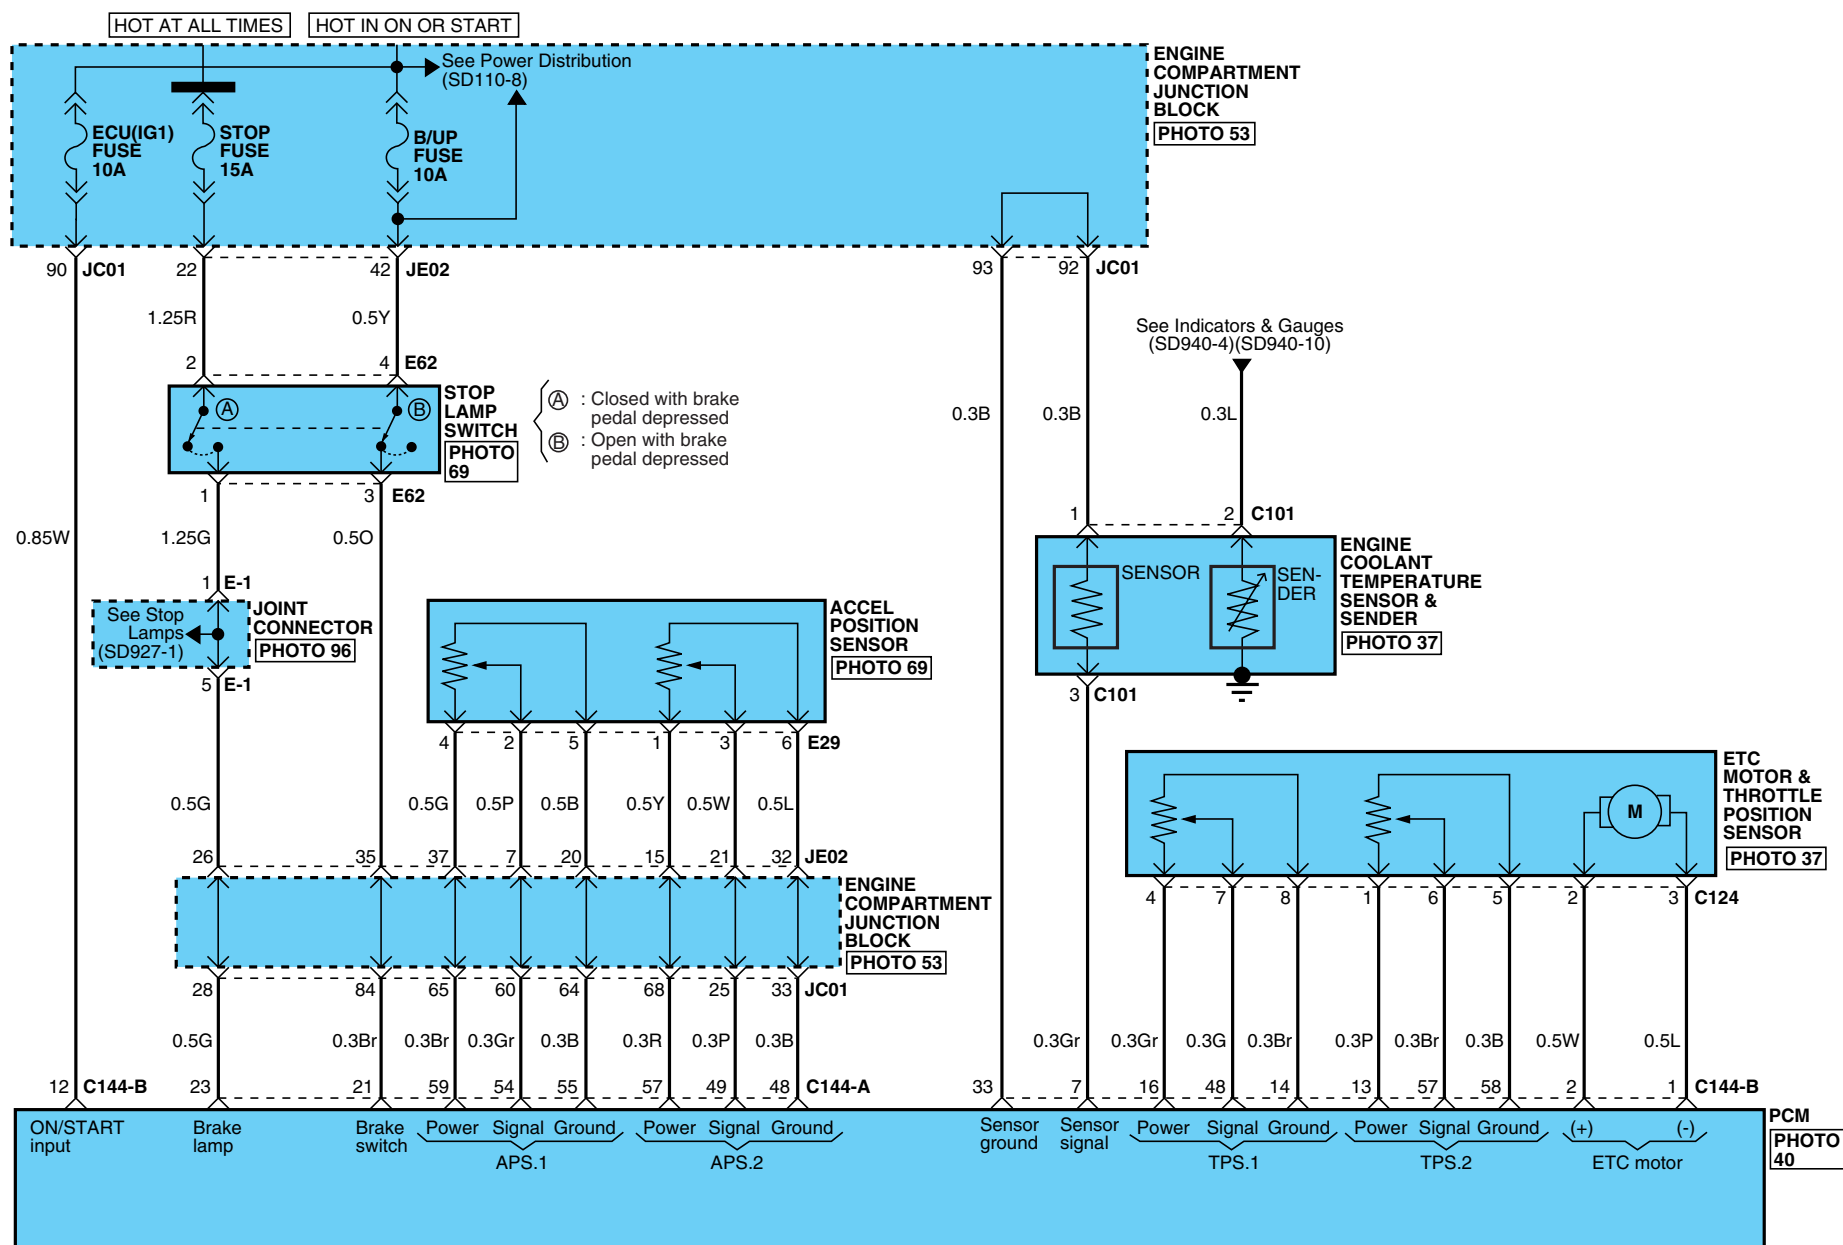 HOT AT ALL TIMES
HOT IN ON OR START
See Power Distribution
(SD110-8)
ENGINE
COMPARTMENT
JUNCTION
BLOCK
PHOTO 53
ECU(IG1)
FUSE
10A
STOP
FUSE
15A
B/UP
FUSE
10A
90 JC01 22 42 JE02 93 92 JC01
1.25R 0.5Y
See Indicators & Gauges
(SD940-4)(SD940-10)
2 4 E62
STOP
LAMP
SWITCH
PHOTO
69
A B
A : Closed with brake
pedal depressed
B : Open with brake
pedal depressed
0.3B 0.3B 0.3L
1 3 E62
0.85W 1.25G 0.5O
1 2 C101
SENSOR
SEN-
DER
ENGINE
COOLANT
TEMPERATURE
SENSOR &
SENDER
PHOTO 37
3 C101
1 E-1
See Stop
Lamps
(SD927-1)
JOINT
CONNECTOR
PHOTO 96
5 E-1
ACCEL
POSITION
SENSOR
PHOTO 69
4 2 5 1 3 6 E29
ETC
MOTOR &
THROTTLE
POSITION
SENSOR
PHOTO 37
M
0.5G 0.5G 0.5P 0.5B 0.5Y 0.5W 0.5L
26 35 37 7 20 15 21 32 JE02
ENGINE
COMPARTMENT
JUNCTION
BLOCK
PHOTO 53
4 7 8 1 6 5 2 3 C124
28 84 65 60 64 68 25 33 JC01
0.5G 0.3Br 0.3Br 0.3Gr 0.3B 0.3R 0.3P 0.3B 0.3Gr 0.3Gr 0.3G 0.3Br 0.3P 0.3Br 0.3B 0.5W 0.5L
12 C144-B 23 21 59 54 55 57 49 48 C144-A 33 7 16 48 14 13 57 58 2 1 C144-B
ON/START
input
Brake
lamp
Brake
switch
Power Signal Ground
APS.1
Power Signal Ground
APS.2
Sensor
ground
Sensor
signal
Power Signal Ground
TPS.1
Power Signal Ground
TPS.2
(+) (-)
ETC motor
PCM
PHOTO
40